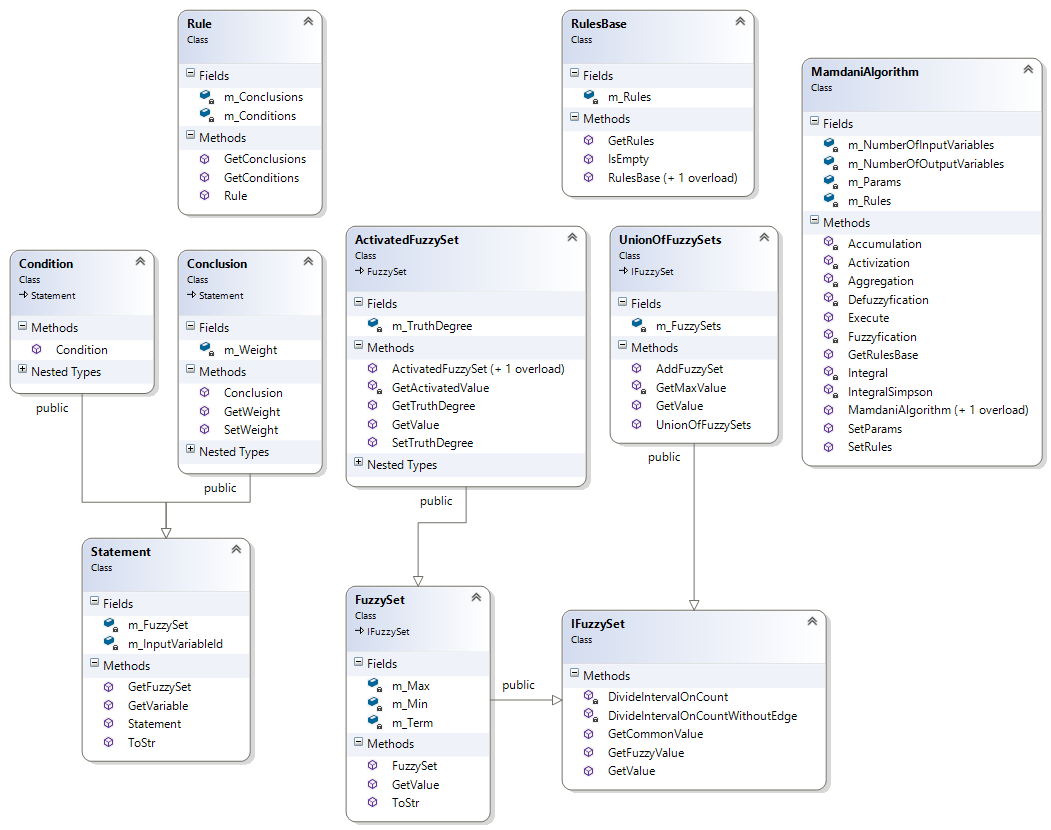 Rule
Class
Fields
m_Conclusions
m_Conditions
Methods
GetConclusions
GetConditions
Rule
RulesBase
Class
Fields
m_Rules
Methods
GetRules
IsEmpty
RulesBase (+ 1 overload)
MamdaniAlgorithm
Class
Fields
m_NumberOfInputVariables
m_NumberOfOutputVariables
m_Params
m_Rules
Methods
Accumulation
Activization
Aggregation
Defuzzyfication
Execute
Fuzzyfication
GetRulesBase
Integral
IntegralSimpson
MamdaniAlgorithm (+ 1 overload)
SetParams
SetRules
Condition
Class
Statement
Methods
Condition
Nested Types
public
Conclusion
Class
Statement
Fields
m_Weight
Methods
Conclusion
GetWeight
SetWeight
Nested Types
public
ActivatedFuzzySet
Class
FuzzySet
Fields
m_TruthDegree
Methods
ActivatedFuzzySet (+ 1 overload)
GetActivatedValue
GetTruthDegree
GetValue
SetTruthDegree
Nested Types
public
UnionOfFuzzySets
Class
IFuzzySet
Fields
m_FuzzySets
Methods
AddFuzzySet
GetMaxValue
GetValue
UnionOfFuzzySets
public
Statement
Class
Fields
m_FuzzySet
m_InputVariableId
Methods
GetFuzzySet
GetVariable
Statement
ToStr
FuzzySet
Class
IFuzzySet
Fields
m_Max
m_Min
m_Term
Methods
FuzzySet
GetValue
ToStr
public
IFuzzySet
Class
Methods
DivideIntervalOnCount
DivideIntervalOnCountWithoutEdge
GetCommonValue
GetFuzzyValue
GetValue